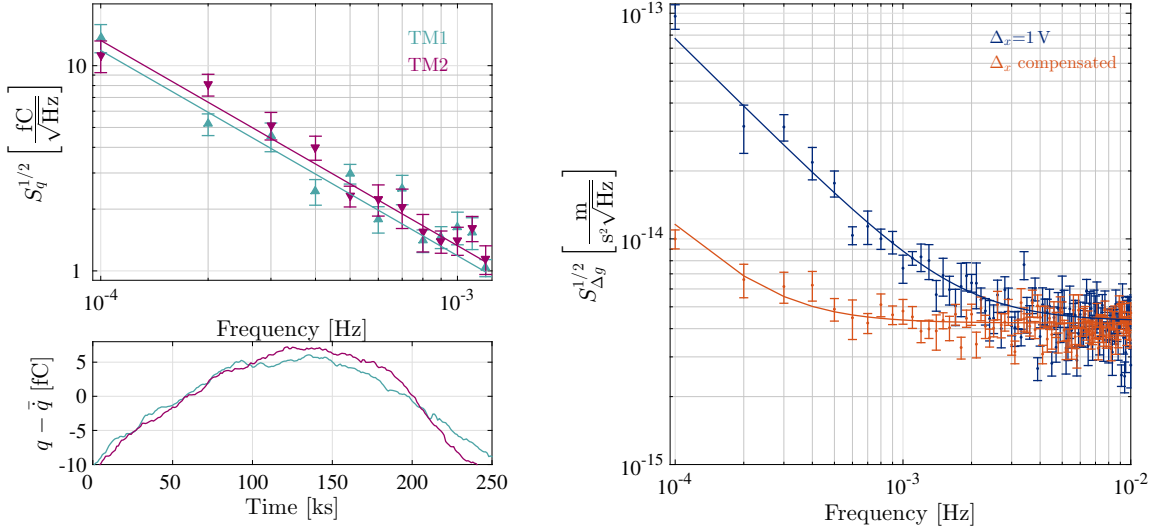 S_q^{1/2} [fC/√Hz]
10
1
TM1
TM2
10^{-4}
10^{-3}
Frequency [Hz]
q − \bar{\dot{q}} [fC]
5
0
-5
-10
0 50 100 150 200 250
Time [ks]
S_{Δg}^{1/2} [m/s²√Hz]
10^{-13}
10^{-14}
10^{-15}
Δ_x=1 V
Δ_x compensated
10^{-4} 10^{-3} 10^{-2}
Frequency [Hz]